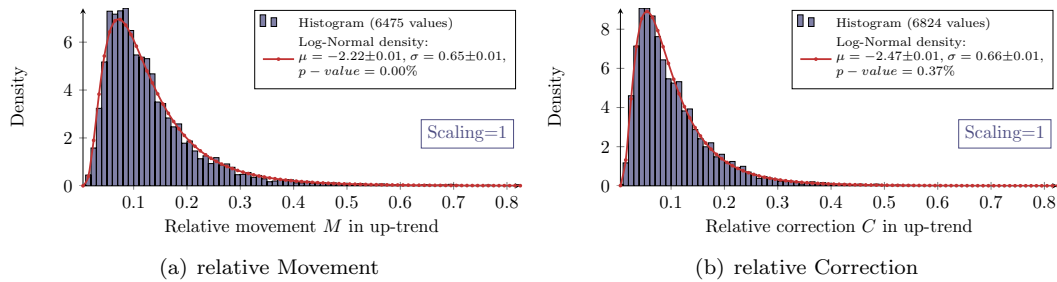 Histogram (6475 values)
Log-Normal density:
μ = −2.22±0.01, σ = 0.65±0.01,
p − value = 0.00%
Scaling=1
Density
6
4
2
0
0.1 0.2 0.3 0.4 0.5 0.6 0.7 0.8
Relative movement M in up-trend
(a) relative Movement
Histogram (6824 values)
Log-Normal density:
μ = −2.47±0.01, σ = 0.66±0.01,
p − value = 0.37%
Scaling=1
Density
8
6
4
2
0
0.1 0.2 0.3 0.4 0.5 0.6 0.7 0.8
Relative correction C in up-trend
(b) relative Correction